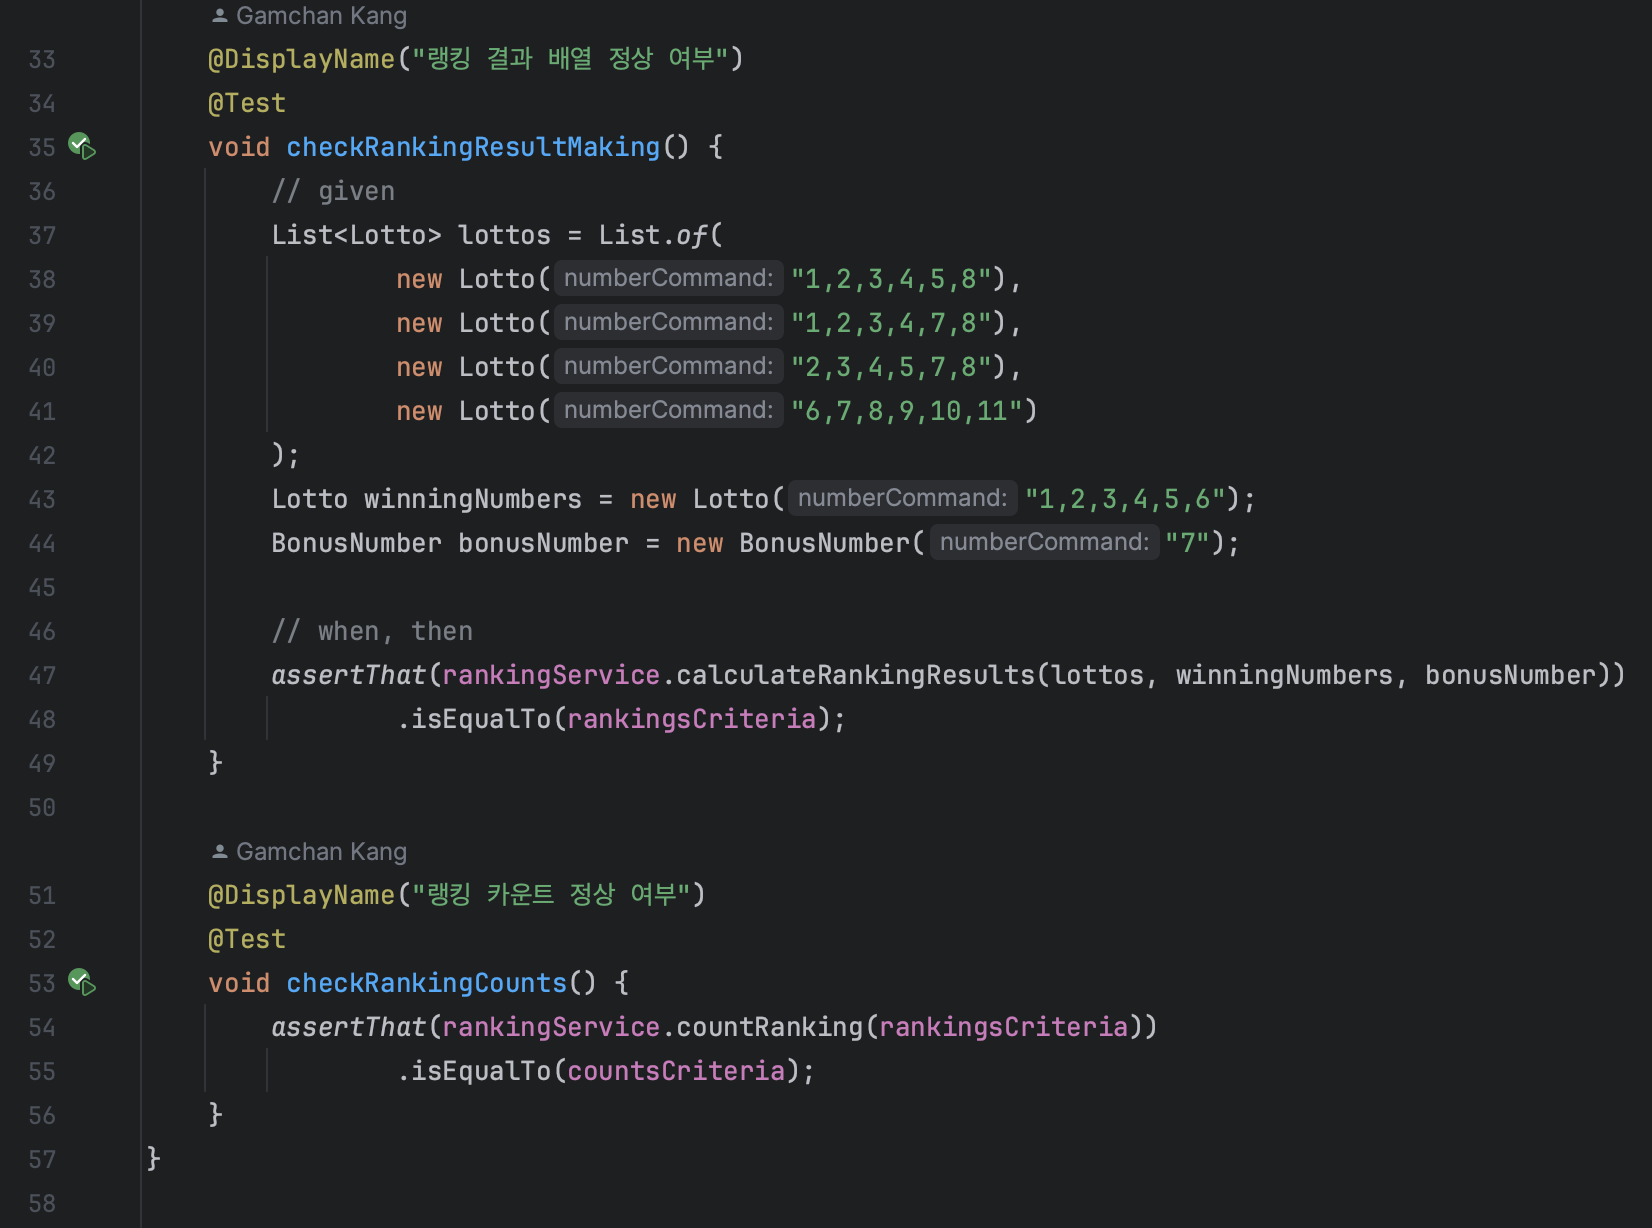 Gamchan Kang
33 @DisplayName("랭킹 결과 배열 정상 여부")
34 @Test
35 void checkRankingResultMaking() {
36 // given
37 List<Lotto> lottos = List.of(
38 new Lotto( numberCommand: "1,2,3,4,5,8"),
39 new Lotto( numberCommand: "1,2,3,4,7,8"),
40 new Lotto( numberCommand: "2,3,4,5,7,8"),
41 new Lotto( numberCommand: "6,7,8,9,10,11")
42 );
43 Lotto winningNumbers = new Lotto( numberCommand: "1,2,3,4,5,6");
44 BonusNumber bonusNumber = new BonusNumber( numberCommand: "7");
45
46 // when, then
47 assertThat(rankingService.calculateRankingResults(lottos, winningNumbers, bonusNumber))
48 .isEqualTo(rankingsCriteria);
49 }
50
Gamchan Kang
51 @DisplayName("랭킹 카운트 정상 여부")
52 @Test
53 void checkRankingCounts() {
54 assertThat(rankingService.countRanking(rankingsCriteria))
55 .isEqualTo(countsCriteria);
56 }
57 }
58